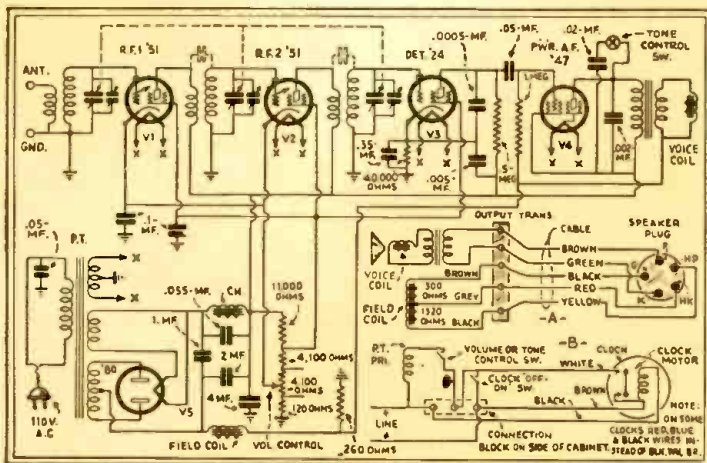 R.F.1 '51
R.F.2 '51
DET. '24
.0005-MF.
.05-MF.
.02-MF.
PWR. A.F.
'47
TONE
CONTROL
SW.
ANT.
GND.
V1
V2
V3
V4
X
X
X
X
X
X
X
X
1.MEG.
.35-
MF.
40,000
OHMS
.005-
MF.
.5-
MEG
.002
MF.
VOICE
COIL
.05-
MF.
P.T.
X
X
.1-
MF.
.055-MF.
CH.
11,000
OHMS
1. MF.
2 MF.
4 MF.
4,100 OHMS
4,100
OHMS
120 OHMS
'80
V5
110 V.
A.C.
FIELD COIL
VOL. CONTROL
260 OHMS
OUTPUT TRANS.
CABLE
SPEAKER
PLUG
VOICE
COIL
BROWN
GREEN
BLACK
RED
YELLOW
P
G
HP
K
HK
BROWN
FIELD
COIL
300
OHMS
GREY
1320
OHMS
BLACK
-A-
-B-
P.T.
PRI.
VOLUME OR TONE
CONTROL SW.
CLOCK "OFF-
ON" SW.
WHITE
CLOCK
CLOCK
MOTOR
BROWN
BLACK
LINE
CONNECTION
BLOCK ON SIDE OF CABINET.
NOTE:
ON SOME
CLOCKS RED, BLUE
& BLACK WIRES IN-
STEAD OF BLK, WH, BR.